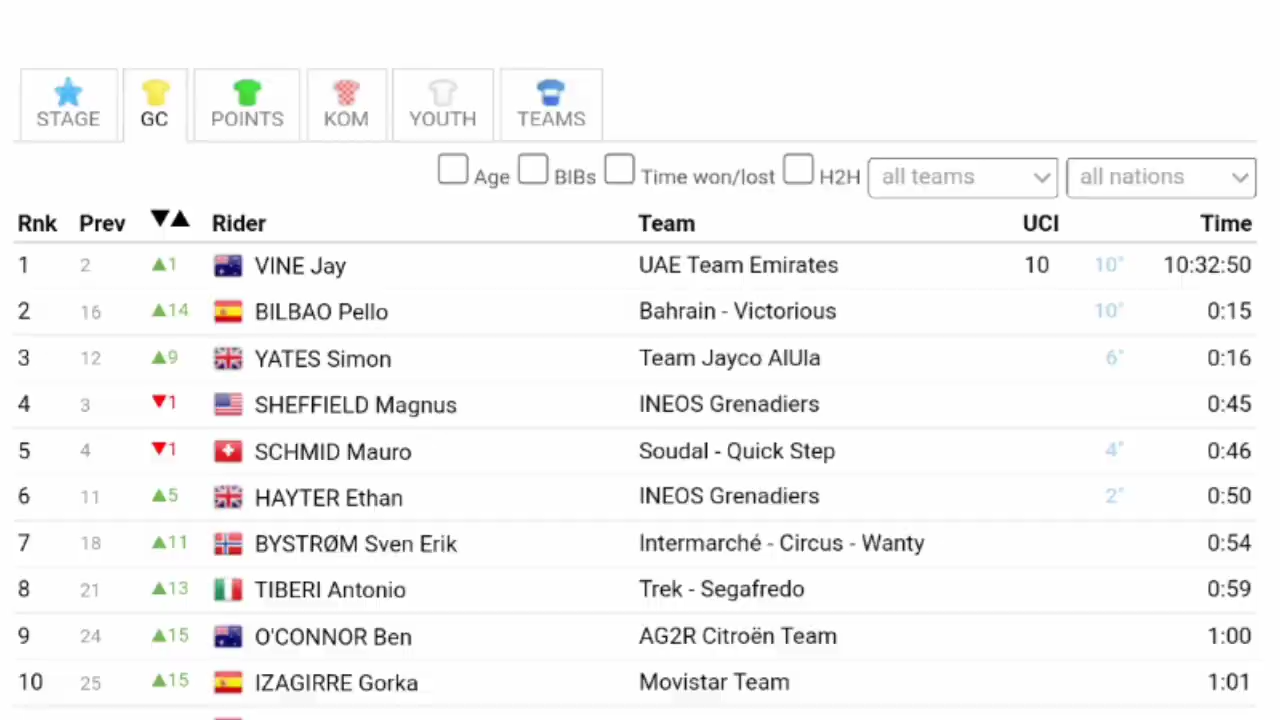 STAGE GC POINTS KOM YOUTH TEAMS
Age BIBs Time won/lost H2H all teams all nations
Rnk Prev ▼▲ Rider Team UCI Time
1 2 ▲1 VINE Jay UAE Team Emirates 10 10" 10:32:50
2 16 ▲14 BILBAO Pello Bahrain - Victorious 10" 0:15
3 12 ▲9 YATES Simon Team Jayco AlUla 6" 0:16
4 3 ▼1 SHEFFIELD Magnus INEOS Grenadiers 0:45
5 4 ▼1 SCHMID Mauro Soudal - Quick Step 4" 0:46
6 11 ▲5 HAYTER Ethan INEOS Grenadiers 2" 0:50
7 18 ▲11 BYSTRØM Sven Erik Intermarché - Circus - Wanty 0:54
8 21 ▲13 TIBERI Antonio Trek - Segafredo 0:59
9 24 ▲15 O'CONNOR Ben AG2R Citroën Team 1:00
10 25 ▲15 IZAGIRRE Gorka Movistar Team 1:01